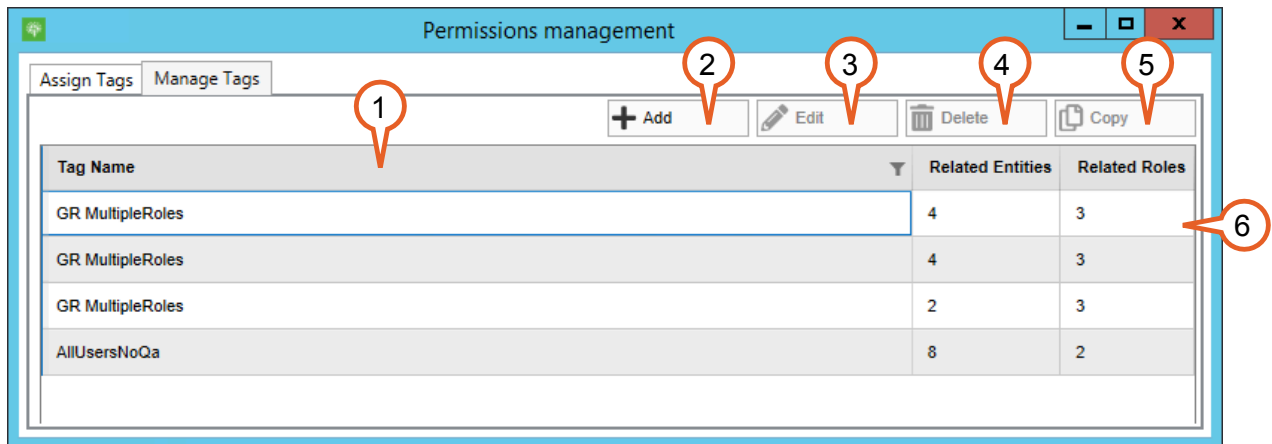 Permissions management
2 3 4 5
Assign Tags Manage Tags
1
Add Edit Delete Copy
Tag Name Related Entities Related Roles
GR MultipleRoles 4 3
6
GR MultipleRoles 4 3
GR MultipleRoles 2 3
AllUsersNoQa 8 2